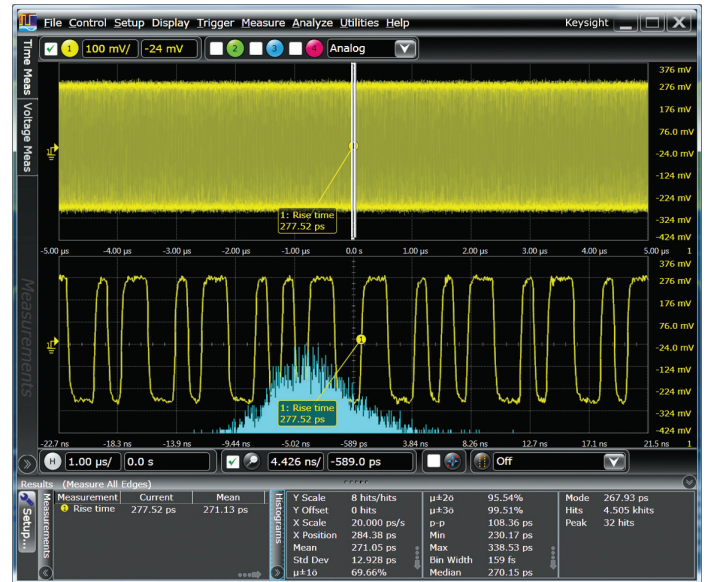 File Control Setup Display Trigger Measure Analyze Utilities Help Keysight
1 100 mV/ -24 mV 2 3 4 Analog
Time Meas
Voltage Meas
Measurements
376 mV
276 mV
176 mV
76.0 mV
-24.0 mV
-124 mV
-224 mV
-324 mV
-424 mV
1
1: Rise time
277.52 ps
-5.00 µs -4.00 µs -3.00 µs -2.00 µs -1.00 µs 0.0 s 1.00 µs 2.00 µs 3.00 µs 4.00 µs 5.00 µs 1
376 mV
276 mV
176 mV
76.0 mV
-24.0 mV
-124 mV
-224 mV
-324 mV
-424 mV
1
1
1: Rise time
277.52 ps
-22.7 ns -18.3 ns -13.9 ns -9.44 ns -5.02 ns -589 ps 3.84 ns 8.26 ns 12.7 ns 17.1 ns 21.5 ns 1
H 1.00 µs/ 0.0 s 4.426 ns/ -589.0 ps Off
Results (Measure All Edges)
Setup...
Measurements
Measurement Current Mean
1 Rise time 277.52 ps 271.13 ps
Histograms
Y Scale 8 hits/hits µ±2σ 95.54% Mode 267.93 ps
Y Offset 0 hits µ±3σ 99.51% Hits 4.505 khits
X Scale 20.000 ps/s p-p 108.36 ps Peak 32 hits
X Position 284.38 ps Min 230.17 ps
Mean 271.05 ps Max 338.53 ps
Std Dev 12.928 ps Bin Width 159 fs
µ±1σ 69.66% Median 270.15 ps